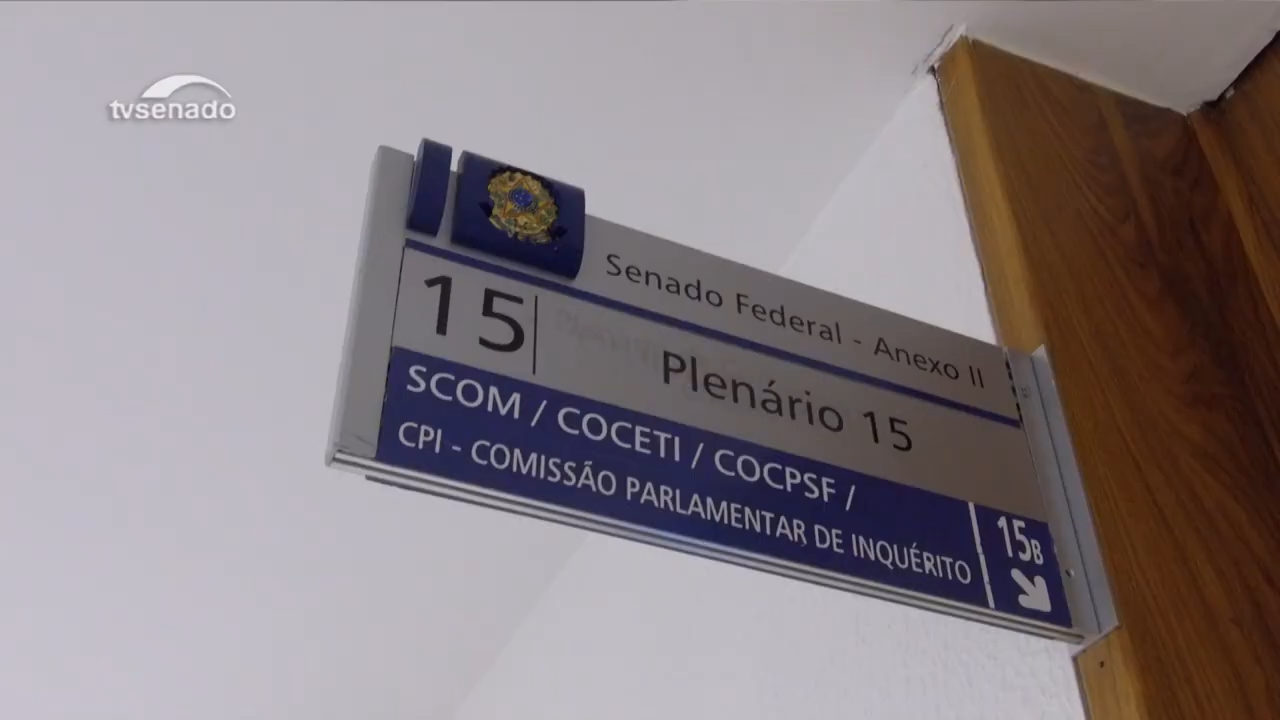 tvsenado
Senado Federal - Anexo II
15
Plenário 15
SCOM / COCETI / COCPSF /
CPI - COMISSÃO PARLAMENTAR DE INQUÉRITO
15B